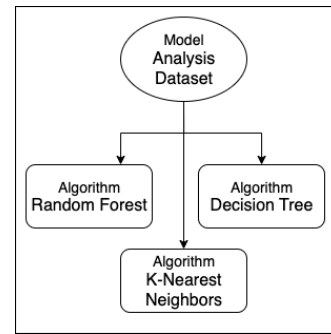 Model
Analysis
Dataset
Algorithm
Random Forest
Algorithm
Decision Tree
Algorithm
K-Nearest
Neighbors